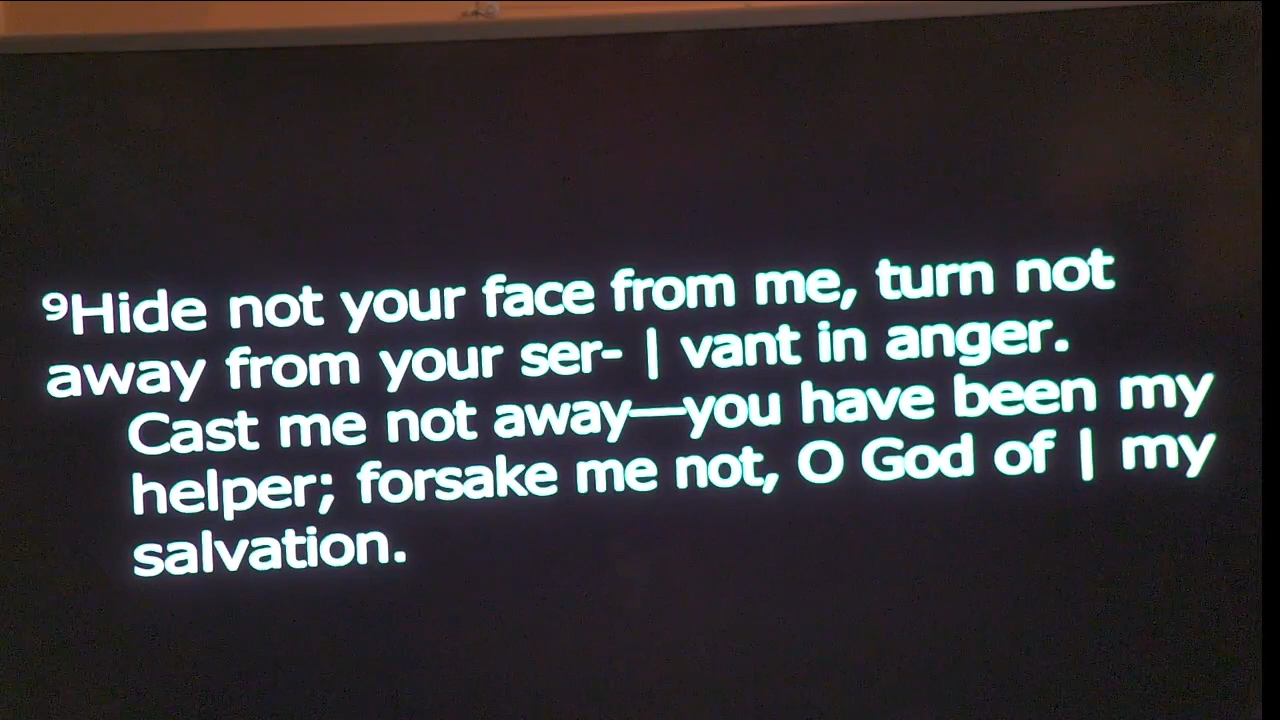 ⁹Hide not your face from me, turn not
away from your ser- | vant in anger.
Cast me not away—you have been my
helper; forsake me not, O God of | my
salvation.